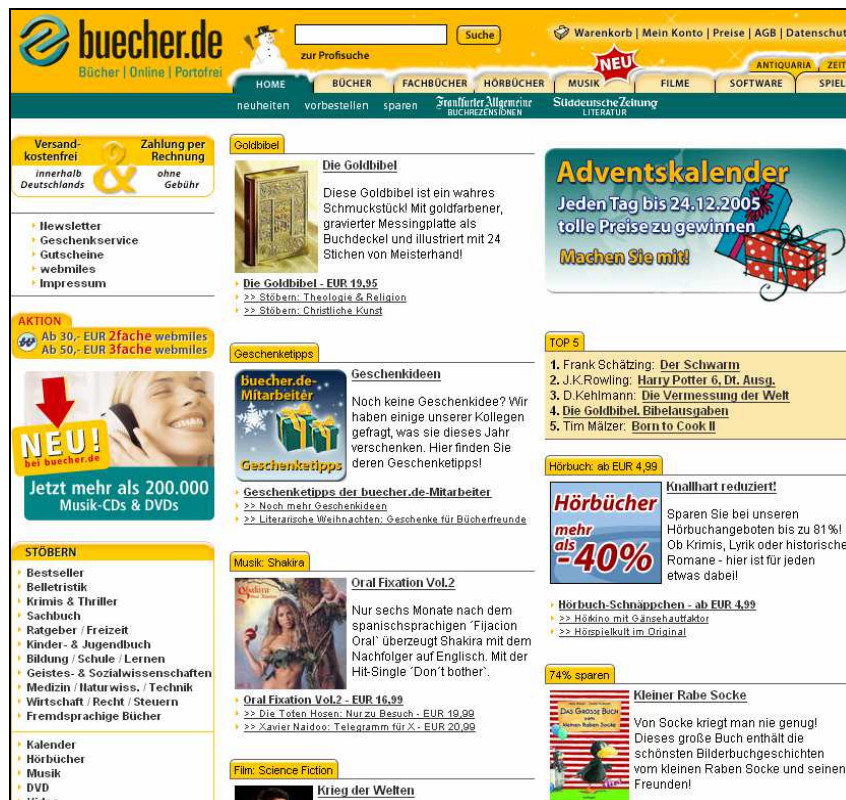 buecher.de
Bücher | Online | Portofrei
Suche
zur Profisuche
Warenkorb | Mein Konto | Preise | AGB | Datenschut
NEU
ANTIQUARIA
ZEIT
HOME
BÜCHER
FACHBÜCHER
HÖRBÜCHER
MUSIK
FILME
SOFTWARE
SPIEL
neuheiten vorbestellen sparen
Frankfurter Allgemeine
BUCHREZENSIONEN
Süddeutsche Zeitung
LITERATUR
Versand-
kostenfrei
innerhalb
Deutschlands
&
Zahlung per
Rechnung
ohne
Gebühr
Newsletter
Geschenkservice
Gutscheine
webmiles
Impressum
AKTION
Ab 30,- EUR 2fache webmiles
Ab 50,- EUR 3fache webmiles
NEU!
bei buecher.de
Jetzt mehr als 200.000
Musik-CDs & DVDs
STÖBERN
Bestseller
Belletristik
Krimis & Thriller
Sachbuch
Ratgeber / Freizeit
Kinder- & Jugendbuch
Bildung / Schule / Lernen
Geistes- & Sozialwissenschaften
Medizin / Naturwiss. / Technik
Wirtschaft / Recht / Steuern
Fremdsprachige Bücher
Kalender
Hörbücher
Musik
DVD
Video
Goldbibel
Die Goldbibel
Diese Goldbibel ist ein wahres
Schmuckstück! Mit goldfarbener,
gravierter Messingplatte als
Buchdeckel und illustriert mit 24
Stichen von Meisterhand!
Die Goldbibel - EUR 19,95
>> Stöbern: Theologie & Religion
>> Stöbern: Christliche Kunst
Geschenketipps
buecher.de-
Mitarbeiter
Geschenketipps
Geschenkideen
Noch keine Geschenkidee? Wir
haben einige unserer Kollegen
gefragt, was sie dieses Jahr
verschenken. Hier finden Sie
deren Geschenketipps!
Geschenketipps der buecher.de-Mitarbeiter
>> Noch mehr Geschenkideen
>> Literarische Weihnachten: Geschenke für Bücherfreunde
Musik: Shakira
Shakira
Oral Fixation Vol.2
Nur sechs Monate nach dem
spanischsprachigen ´Fijacion
Oral` überzeugt Shakira mit dem
Nachfolger auf Englisch. Mit der
Hit-Single ´Don´t bother`.
Oral Fixation Vol.2 - EUR 16,99
>> Die Toten Hosen: Nur zu Besuch - EUR 19,99
>> Xavier Naidoo: Telegramm für X - EUR 20,99
Film: Science Fiction
Krieg der Welten
Adventskalender
Jeden Tag bis 24.12.2005
tolle Preise zu gewinnen
Machen Sie mit!
TOP 5
1. Frank Schätzing: Der Schwarm
2. J.K.Rowling: Harry Potter 6, Dt. Ausg.
3. D.Kehlmann: Die Vermessung der Welt
4. Die Goldbibel. Bibelausgaben
5. Tim Mälzer: Born to Cook II
Hörbuch: ab EUR 4,99
Hörbücher
mehr
als
-40%
Knallhart reduziert!
Sparen Sie bei unseren
Hörbuchangeboten bis zu 81%!
Ob Krimis, Lyrik oder historische
Romane - hier ist für jeden
etwas dabei!
Hörbuch-Schnäppchen - ab EUR 4,99
>> Hökino mit Gänsehautfaktor
>> Hörspielkult im Original
74% sparen
DAS GROSSE BUCH
vom
kleinen Raben Socke
Kleiner Rabe Socke
Von Socke kriegt man nie genug!
Dieses große Buch enthält die
schönsten Bilderbuchgeschichten
vom kleinen Raben Socke und seinen
Freunden!